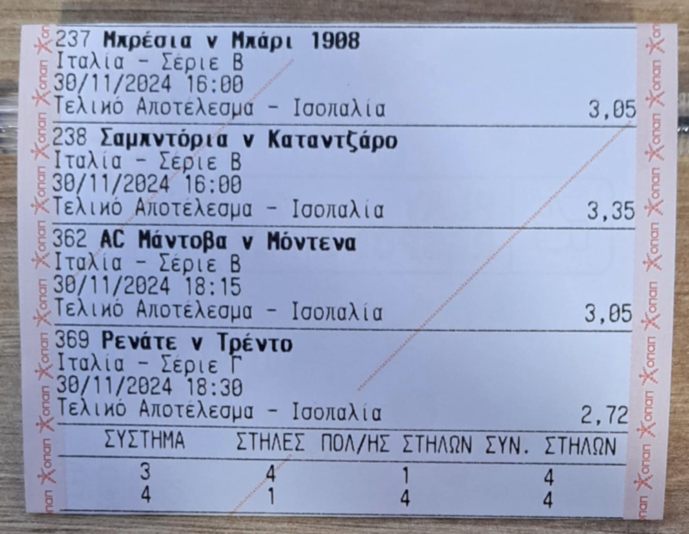 237 Μπρέσια v Μπάρι 1908
Ιταλία - Σέριε Β
30/11/2024 16:00
Τελικό Αποτέλεσμα - Ισοπαλία 3,05
238 Σαμπντόρια v Καταντζάρο
Ιταλία - Σέριε Β
30/11/2024 16:00
Τελικό Αποτέλεσμα - Ισοπαλία 3,35
362 AC Μάντοβα v Μόντενα
Ιταλία - Σέριε Β
30/11/2024 18:15
Τελικό Αποτέλεσμα - Ισοπαλία 3,05
369 Ρενάτε v Τρέντο
Ιταλία - Σέριε Γ
30/11/2024 18:30
Τελικό Αποτέλεσμα - Ισοπαλία 2,72
ΣΥΣΤΗΜΑ ΣΤΗΛΕΣ ΠΟΛ/ΗΣ ΣΤΗΛΩΝ ΣΥΝ. ΣΤΗΛΩΝ
3 4 1 4
4 1 4 4
οπαπ